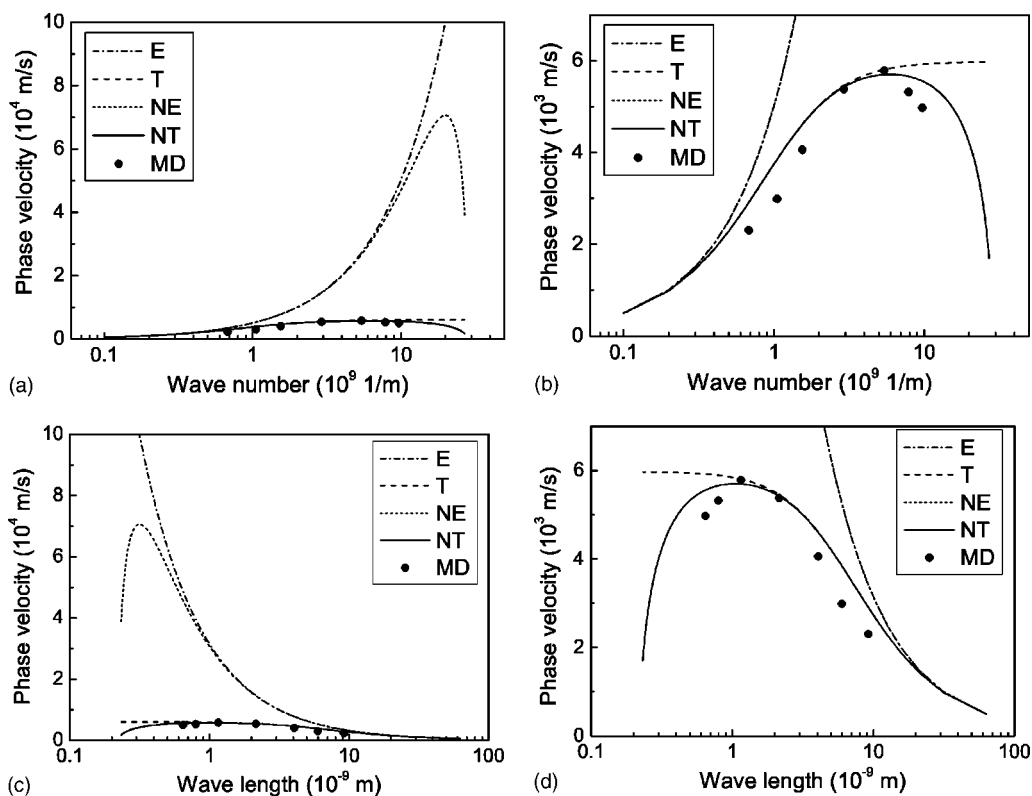 Phase velocity (10⁴ m/s)
10
8
6
4
2
0
E
T
NE
NT
MD
0.1
1
10
(a)
Wave number (10⁹ 1/m)
Phase velocity (10³ m/s)
6
4
2
0
E
T
NE
NT
MD
0.1
1
10
(b)
Wave number (10⁹ 1/m)
Phase velocity (10⁴ m/s)
10
8
6
4
2
0
E
T
NE
NT
MD
0.1
1
10
100
(c)
Wave length (10⁻⁹ m)
Phase velocity (10³ m/s)
6
4
2
0
E
T
NE
NT
MD
0.1
1
10
100
(d)
Wave length (10⁻⁹ m)